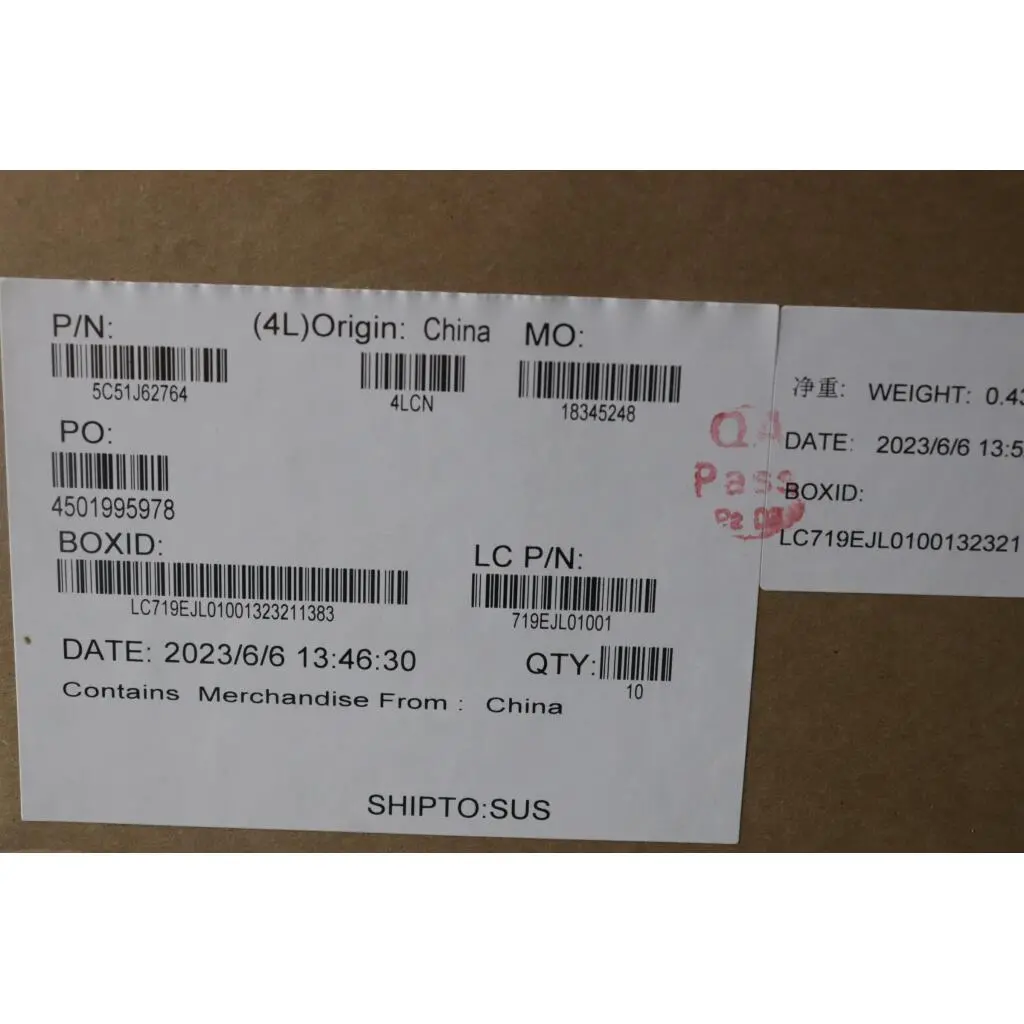 P/N: (4L)Origin: China MO:
5C51J62764 4LCN 18345248
PO:
4501995978
BOXID: LC P/N:
LC719EJL01001323211383 719EJL01001
DATE: 2023/6/6 13:46:30 QTY:
10
Contains Merchandise From : China
SHIPTO:SUS
QA
Pass
净重: WEIGHT: 0.43
DATE: 2023/6/6 13:5
BOXID:
LC719EJL0100132321